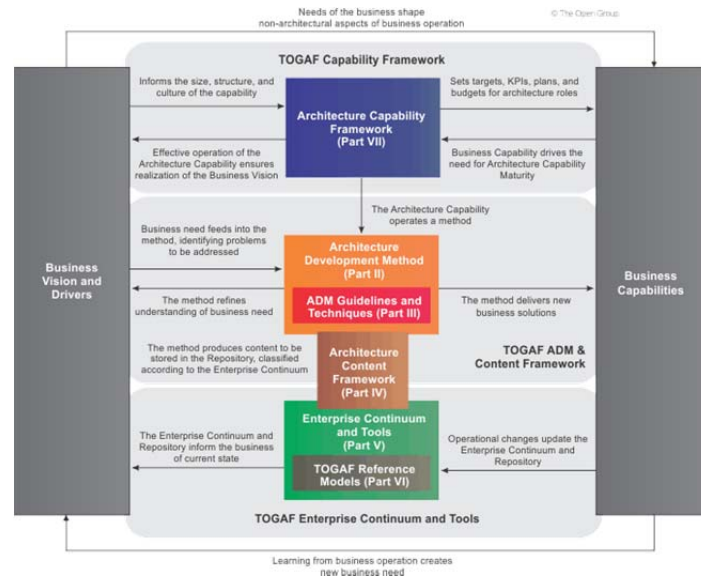 Needs of the business shape
non-architectural aspects of business operation
© The Open Group
TOGAF Capability Framework
Informs the size, structure, and
culture of the capability
Sets targets, KPIs, plans, and
budgets for architecture roles
Architecture Capability
Framework
(Part VII)
Effective operation of the
Architecture Capability ensures
realization of the Business Vision
Business Capability drives the
need for Architecture Capability
Maturity
The Architecture Capability
operates a method
Business need feeds into the
method, identifying problems
to be addressed
Architecture
Development Method
(Part II)
Business
Vision and
Drivers
Business
Capabilities
ADM Guidelines and
Techniques (Part III)
The method refines
understanding of business need
The method delivers new
business solutions
The method produces content to be
stored in the Repository, classified
according to the Enterprise Continuum
Architecture
Content
Framework
(Part IV)
TOGAF ADM &
Content Framework
Enterprise Continuum
and Tools
(Part V)
The Enterprise Continuum and
Repository inform the business
of current state
Operational changes update the
Enterprise Continuum and
Repository
TOGAF Reference
Models (Part VI)
TOGAF Enterprise Continuum and Tools
Learning from business operation creates
new business need